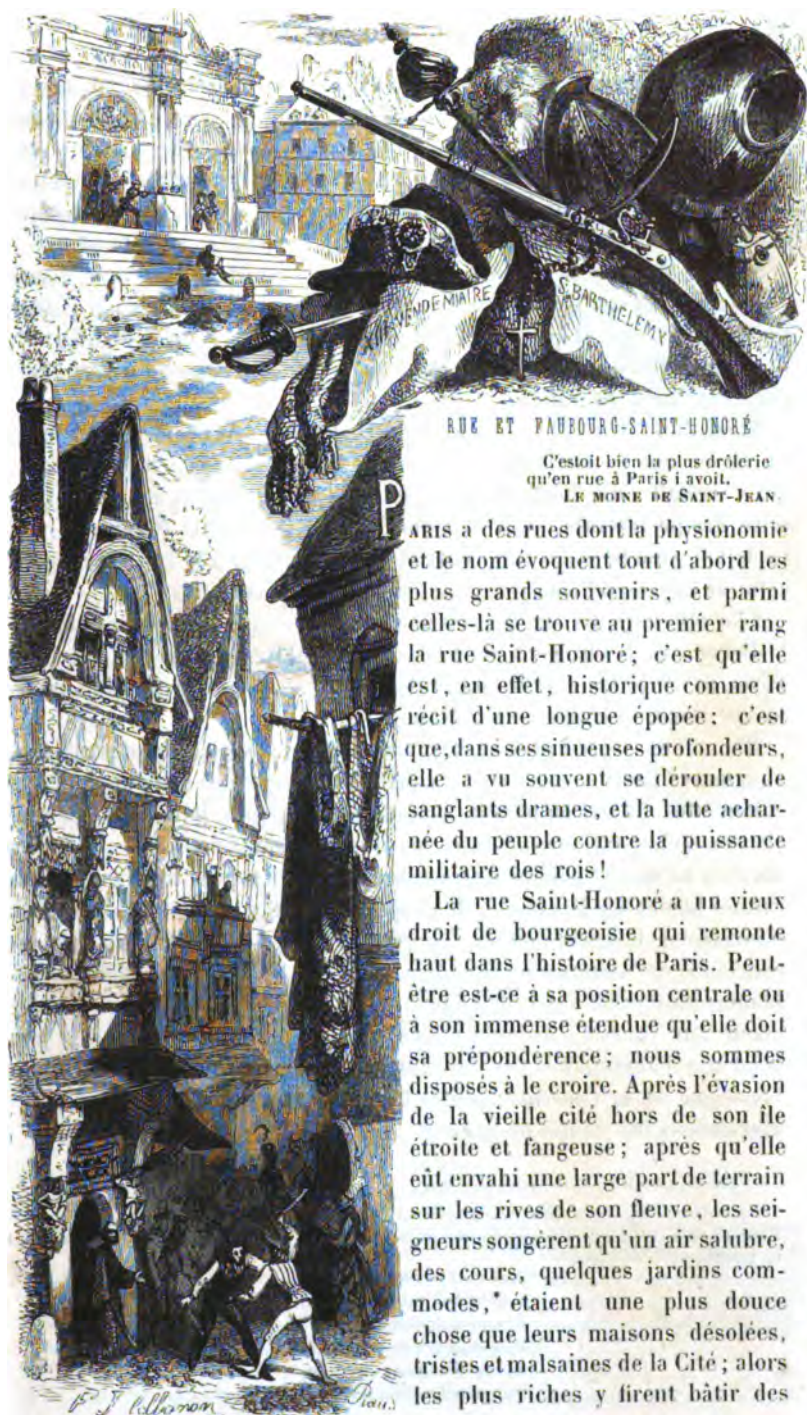 VENDEMIAIRE
St BARTHELEMY
RUE ET FAUBOURG-SAINT-HONORÉ
C'estoit bien la plus drôlerie
qu'en rue à Paris i avoit.
LE MOINE DE SAINT-JEAN
PARIS a des rues dont la physionomie
et le nom évoquent tout d'abord les
plus grands souvenirs, et parmi
celles-là se trouve au premier rang
la rue Saint-Honoré; c'est qu'elle
est, en effet, historique comme le
récit d'une longue épopée; c'est
que, dans ses sinueuses profondeurs,
elle a vu souvent se dérouler de
sanglants drames, et la lutte achar-
née du peuple contre la puissance
militaire des rois!
La rue Saint-Honoré a un vieux
droit de bourgeoisie qui remonte
haut dans l'histoire de Paris. Peut-
être est-ce à sa position centrale ou
à son immense étendue qu'elle doit
sa prépondérence; nous sommes
disposés à le croire. Après l'évasion
de la vieille cité hors de son île
étroite et fangeuse; après qu'elle
eût envahi une large part de terrain
sur les rives de son fleuve, les sei-
gneurs songèrent qu'un air salubre,
des cours, quelques jardins com-
modes,* étaient une plus douce
chose que leurs maisons désolées,
tristes et malsaines de la Cité; alors
les plus riches y firent bâtir des